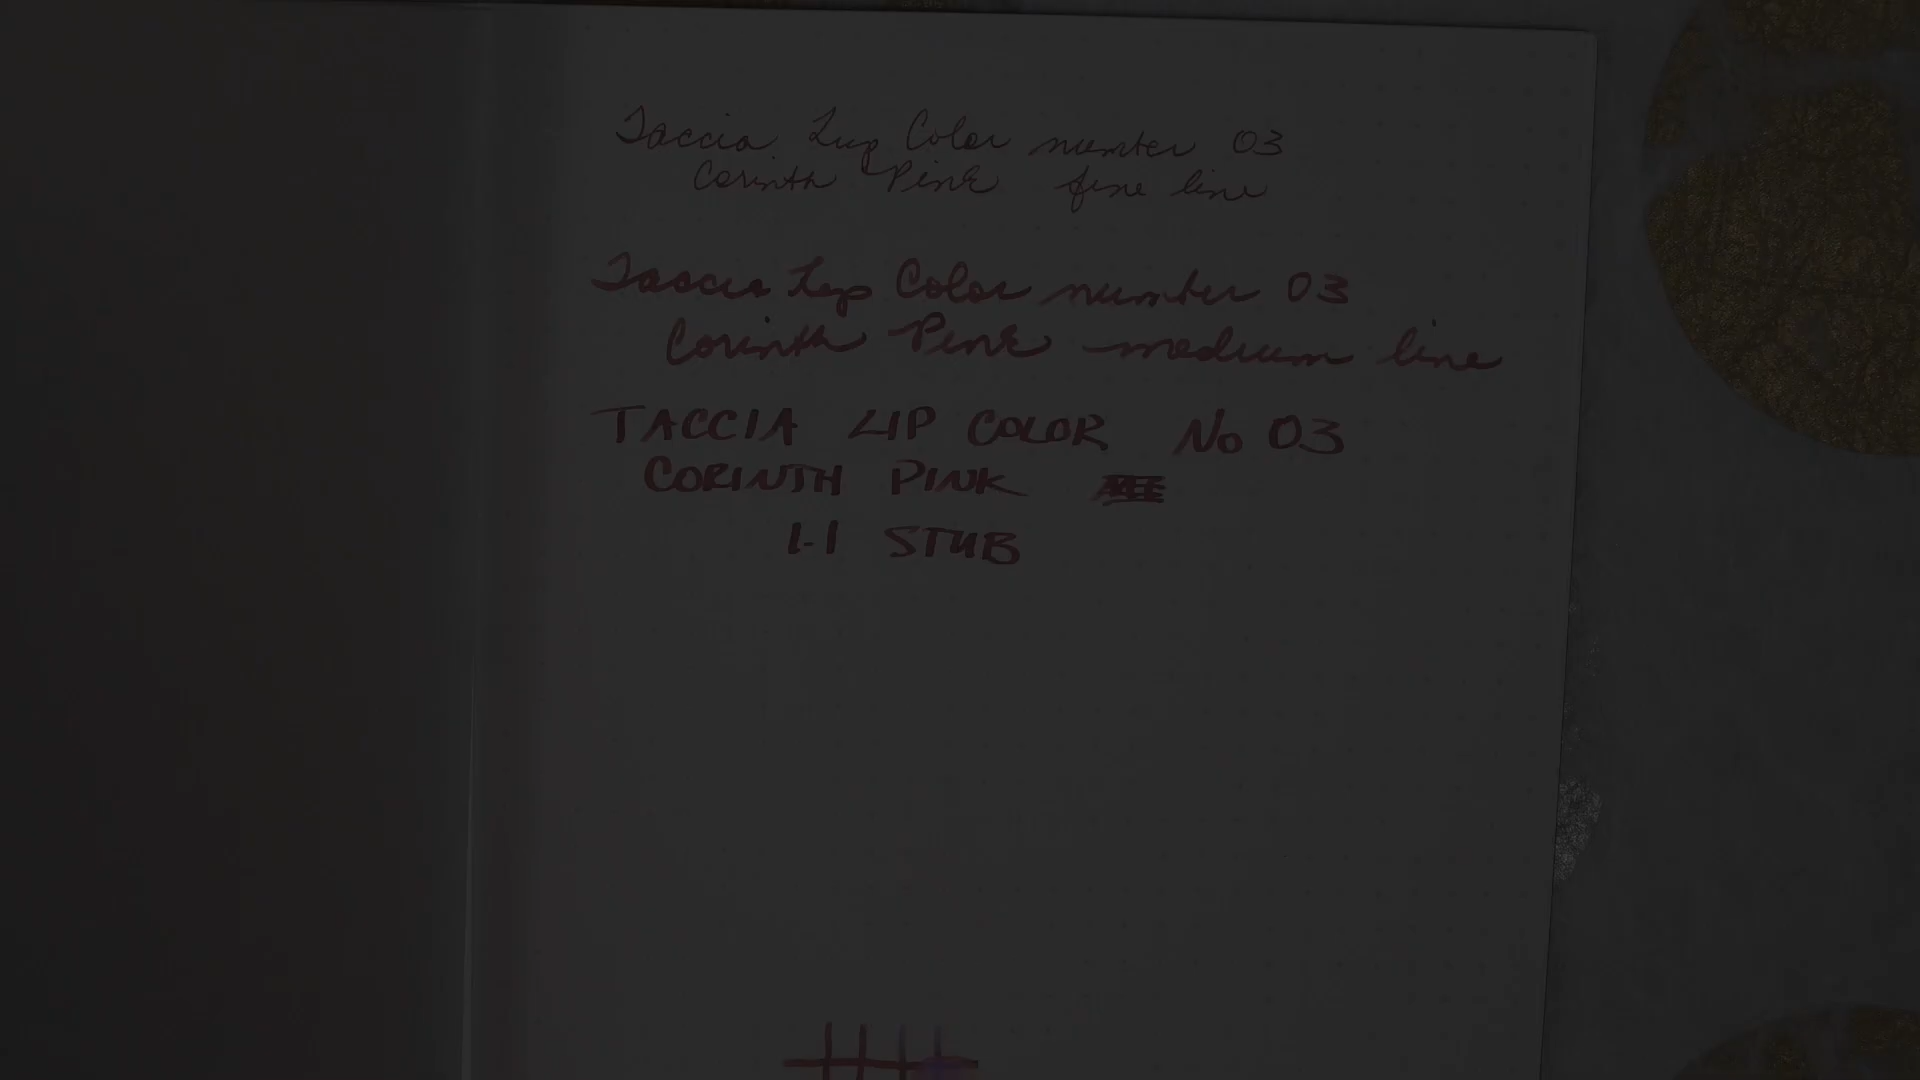 Taccia Lip Color number 03
Corinth Pink fine line
Taccia Lip Color number 03
Corinth Pink medium line
TACCIA LIP COLOR No 03
CORINTH PINK
1.1 STUB